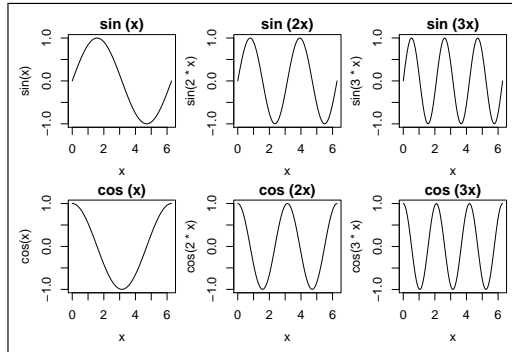 sin (x)
sin(x)
−1.0 0.0 1.0
0 2 4 6
x
sin (2x)
sin(2 * x)
−1.0 0.0 1.0
0 2 4 6
x
sin (3x)
sin(3 * x)
−1.0 0.0 1.0
0 2 4 6
x
cos (x)
cos(x)
−1.0 0.0 1.0
0 2 4 6
x
cos (2x)
cos(2 * x)
−1.0 0.0 1.0
0 2 4 6
x
cos (3x)
cos(3 * x)
−1.0 0.0 1.0
0 2 4 6
x